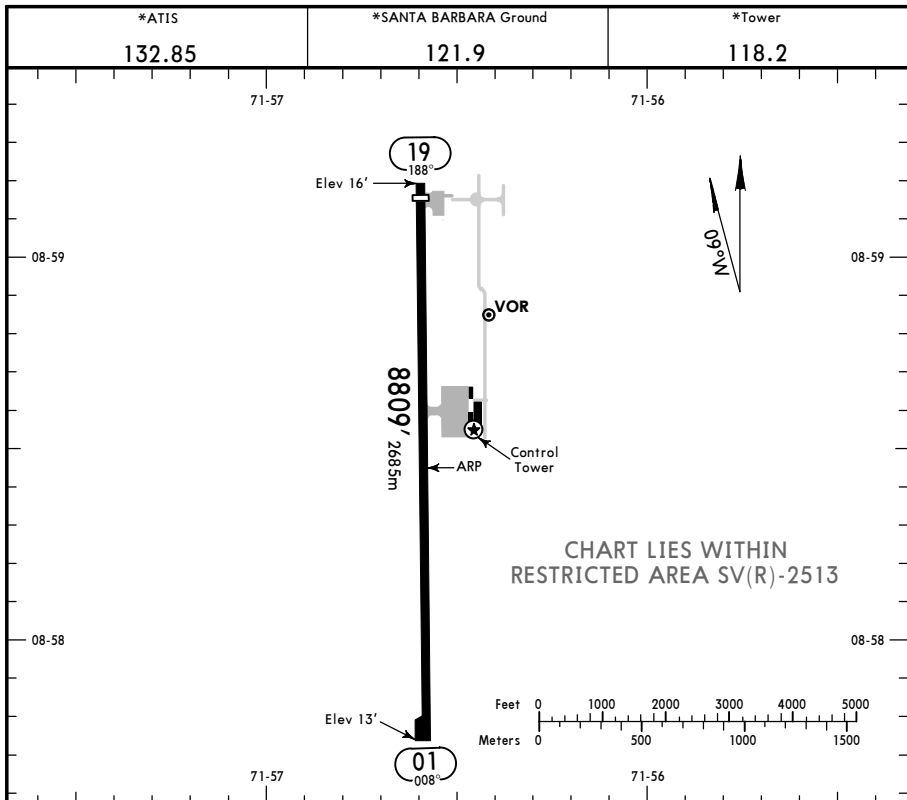 *ATIS
132.85
*SANTA BARBARA Ground
121.9
*Tower
118.2
71-57
71-56
19
188°
Elev 16'
08-59
08-59
09°W
VOR
8809'
2685m
Control
Tower
ARP
CHART LIES WITHIN
RESTRICTED AREA SV(R)-2513
08-58
08-58
Feet 0 1000 2000 3000 4000 5000
Meters 0 500 1000 1500
Elev 13'
01
008°
71-57
71-56